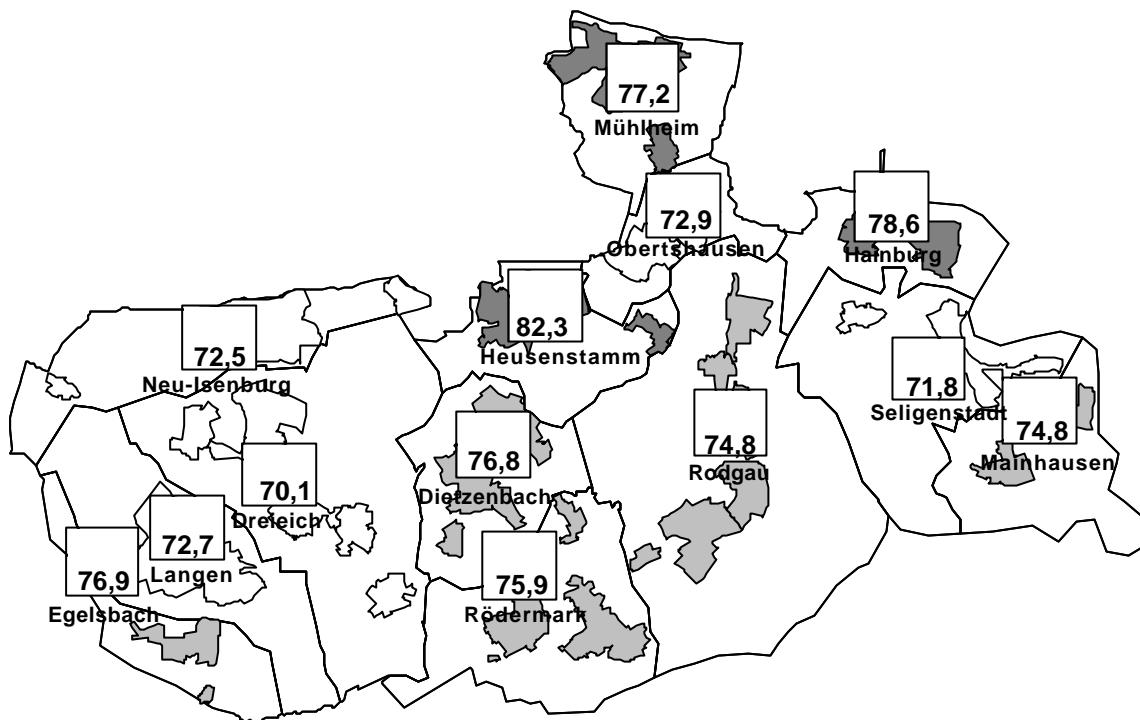 77,2
Mühlheim
72,9
Obertshausen
78,6
Hainburg
82,3
Heusenstamm
72,5
Neu-Isenburg
71,8
Seligenstadt
74,8
Mainhausen
74,8
Rodgau
76,8
Dietzenbach
70,1
Dreieich
72,7
Langen
76,9
Egelsbach
75,9
Rödermark